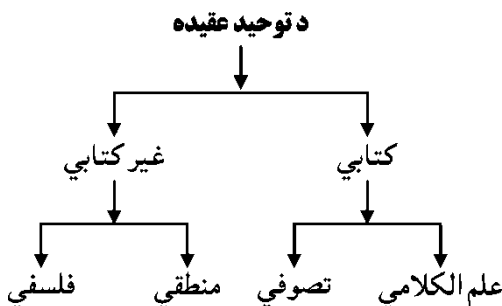 د توحید عقیده
کتابي غیر کتابي
علم الکلامي تصوفي منطقي فلسفي